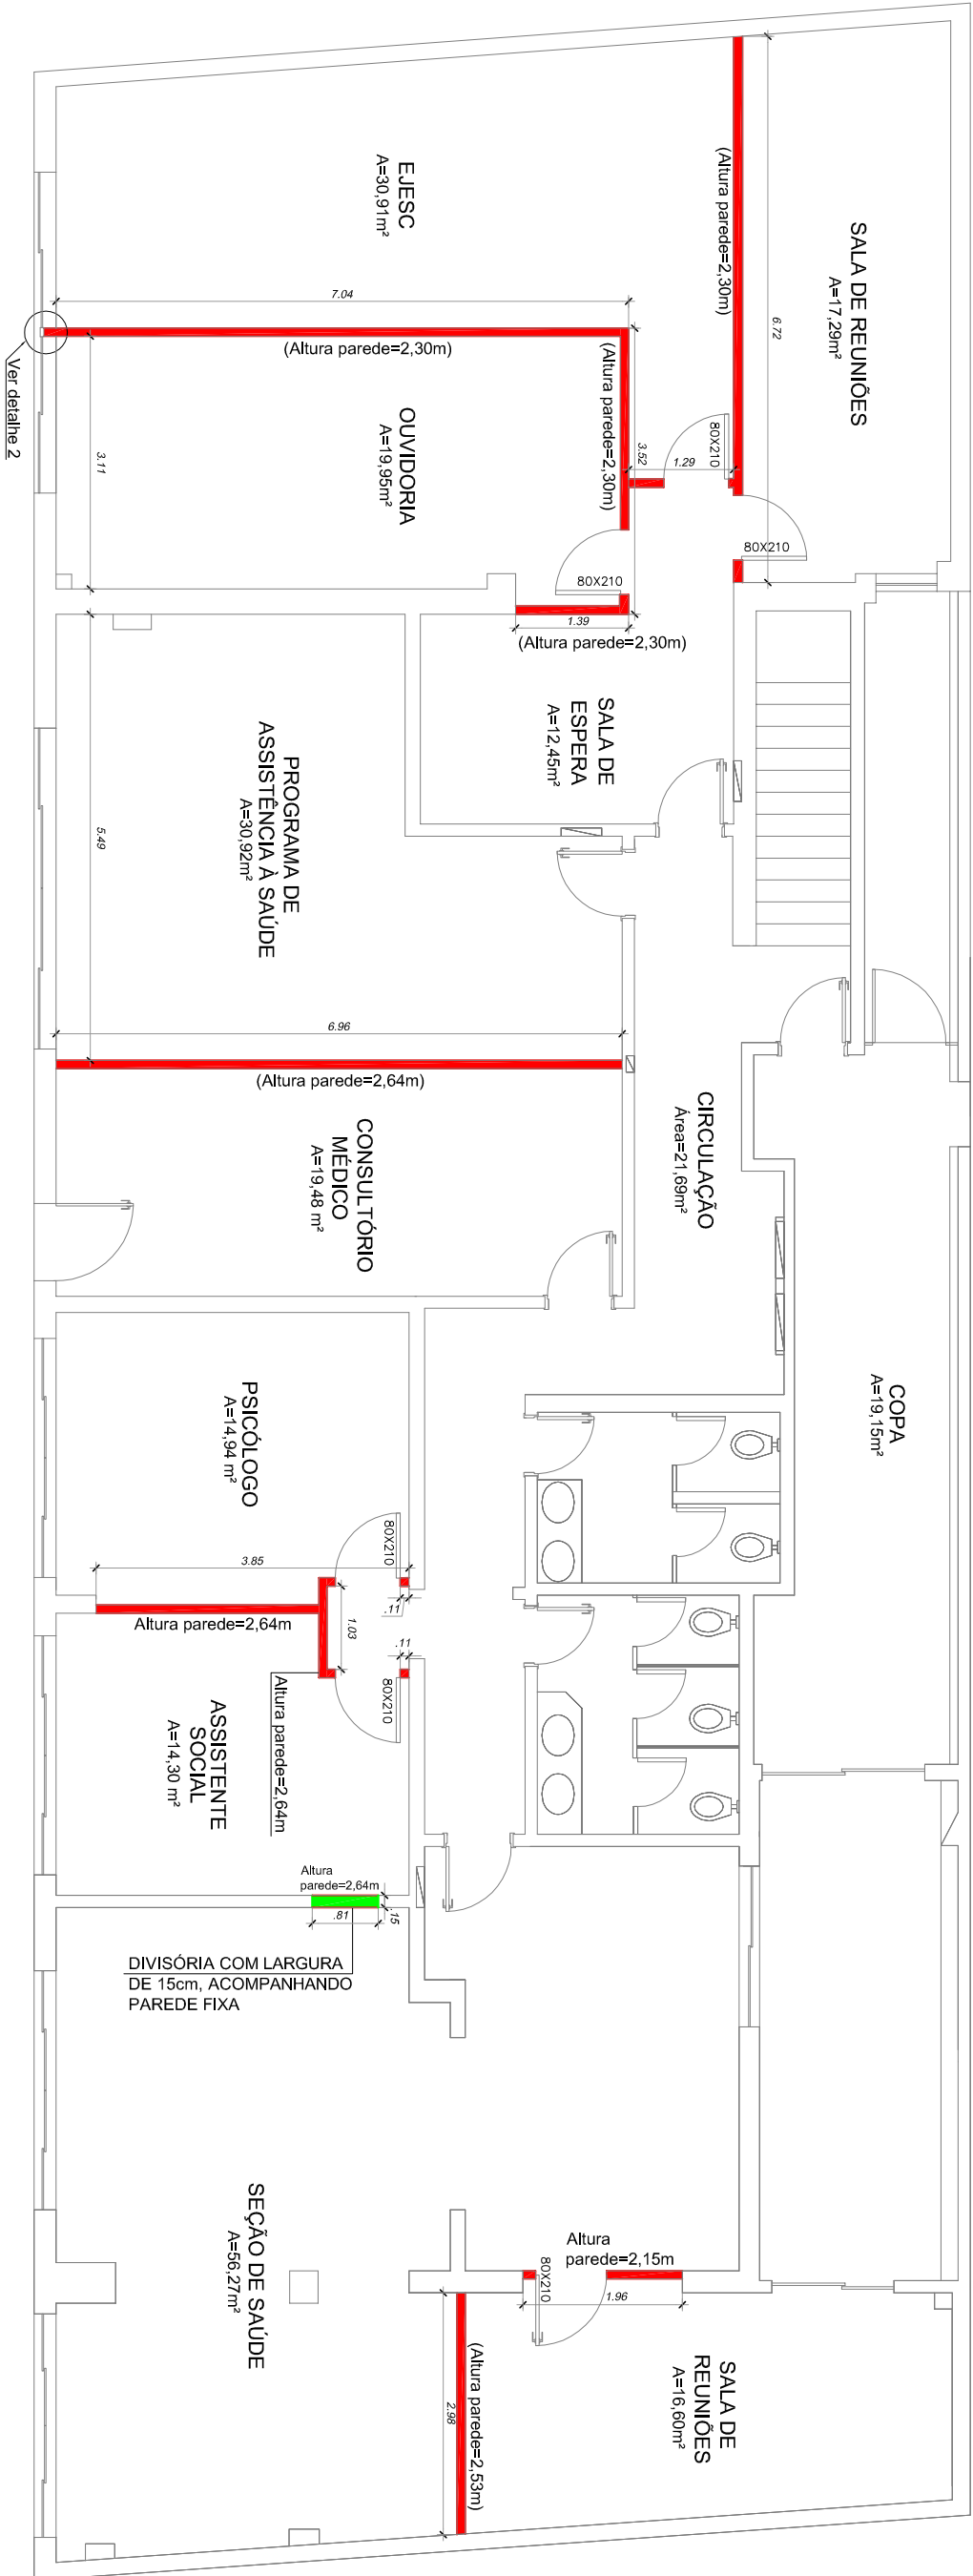 SALA DE REUNIÕES
A=17,29m²
6.72
(Altura parede=2,30m)
EJESC
A=30,91m²
7.04
(Altura parede=2,30m)
(Altura parede=2,30m)
3.52
1.29
80X210
80X210
OUVIDORIA
A=19,95m²
3.11
Ver detalhe 2
80X210
1.39
(Altura parede=2,30m)
SALA DE
ESPERA
A=12,45m²
PROGRAMA DE
ASSISTÊNCIA À SAÚDE
A=30,92m²
5.49
6.96
(Altura parede=2,64m)
CONSULTÓRIO
MÉDICO
A=19,48 m²
CIRCULAÇÃO
Área=21,69m²
COPA
A=19,15m²
PSICÓLOGO
A=14,94 m²
80X210
3.85
.11
1.03
.11
Altura parede=2,64m
80X210
Altura parede=2,64m
ASSISTENTE
SOCIAL
A=14,30 m²
Altura
parede=2,64m
.15
.81
DIVISÓRIA COM LARGURA
DE 15cm, ACOMPANHANDO
PAREDE FIXA
SEÇÃO DE SAÚDE
A=56,27m²
Altura
parede=2,15m
80X210
1.96
(Altura parede=2,53m)
2.98
SALA DE
REUNIÕES
A=16,60m²